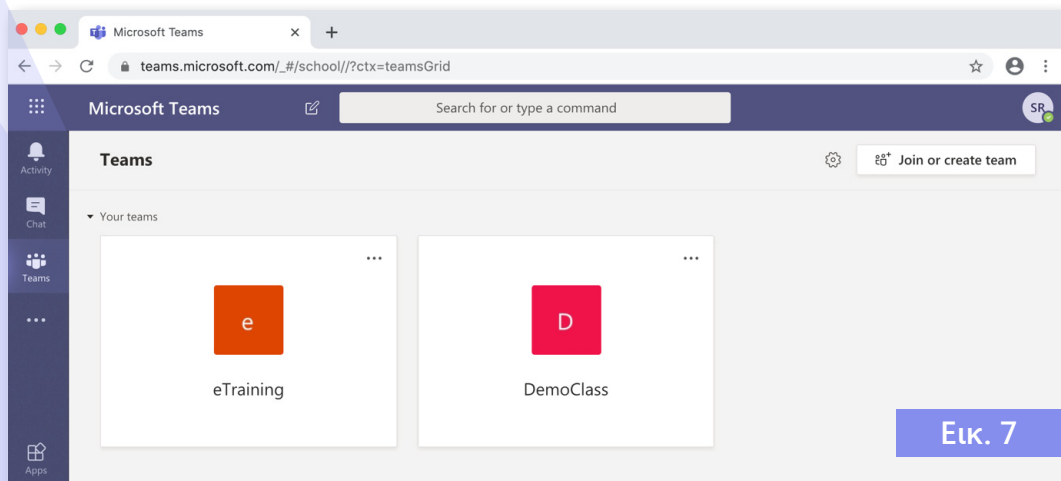 Microsoft Teams
teams.microsoft.com/_#/school//?ctx=teamsGrid
Microsoft Teams
Search for or type a command
SR
Activity
Teams
Join or create team
Chat
Your teams
Teams
e
D
eTraining
DemoClass
Εικ. 7
Apps